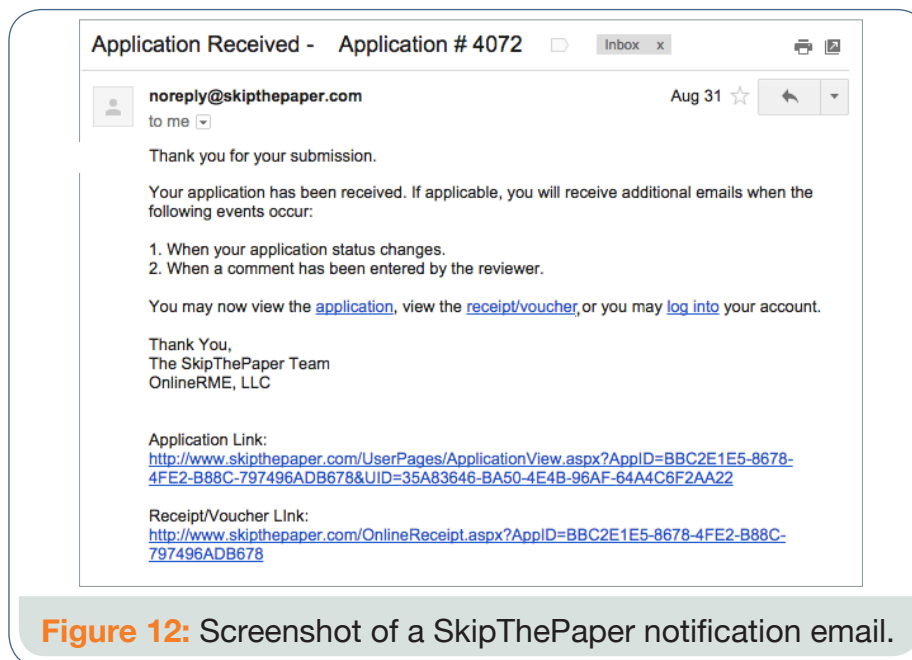 Application Received - Application # 4072 Inbox x
noreply@skipthepaper.com Aug 31
to me
Thank you for your submission.
Your application has been received. If applicable, you will receive additional emails when the
following events occur:
1. When your application status changes.
2. When a comment has been entered by the reviewer.
You may now view the application, view the receipt/voucher, or you may log into your account.
Thank You,
The SkipThePaper Team
OnlineRME, LLC
Application Link:
http://www.skipthepaper.com/UserPages/ApplicationView.aspx?AppID=BBC2E1E5-8678-
4FE2-B88C-797496ADB678&UID=35A83646-BA50-4E4B-96AF-64A4C6F2AA22
Receipt/Voucher LInk:
http://www.skipthepaper.com/OnlineReceipt.aspx?AppID=BBC2E1E5-8678-4FE2-B88C-
797496ADB678
Figure 12: Screenshot of a SkipThePaper notification email.